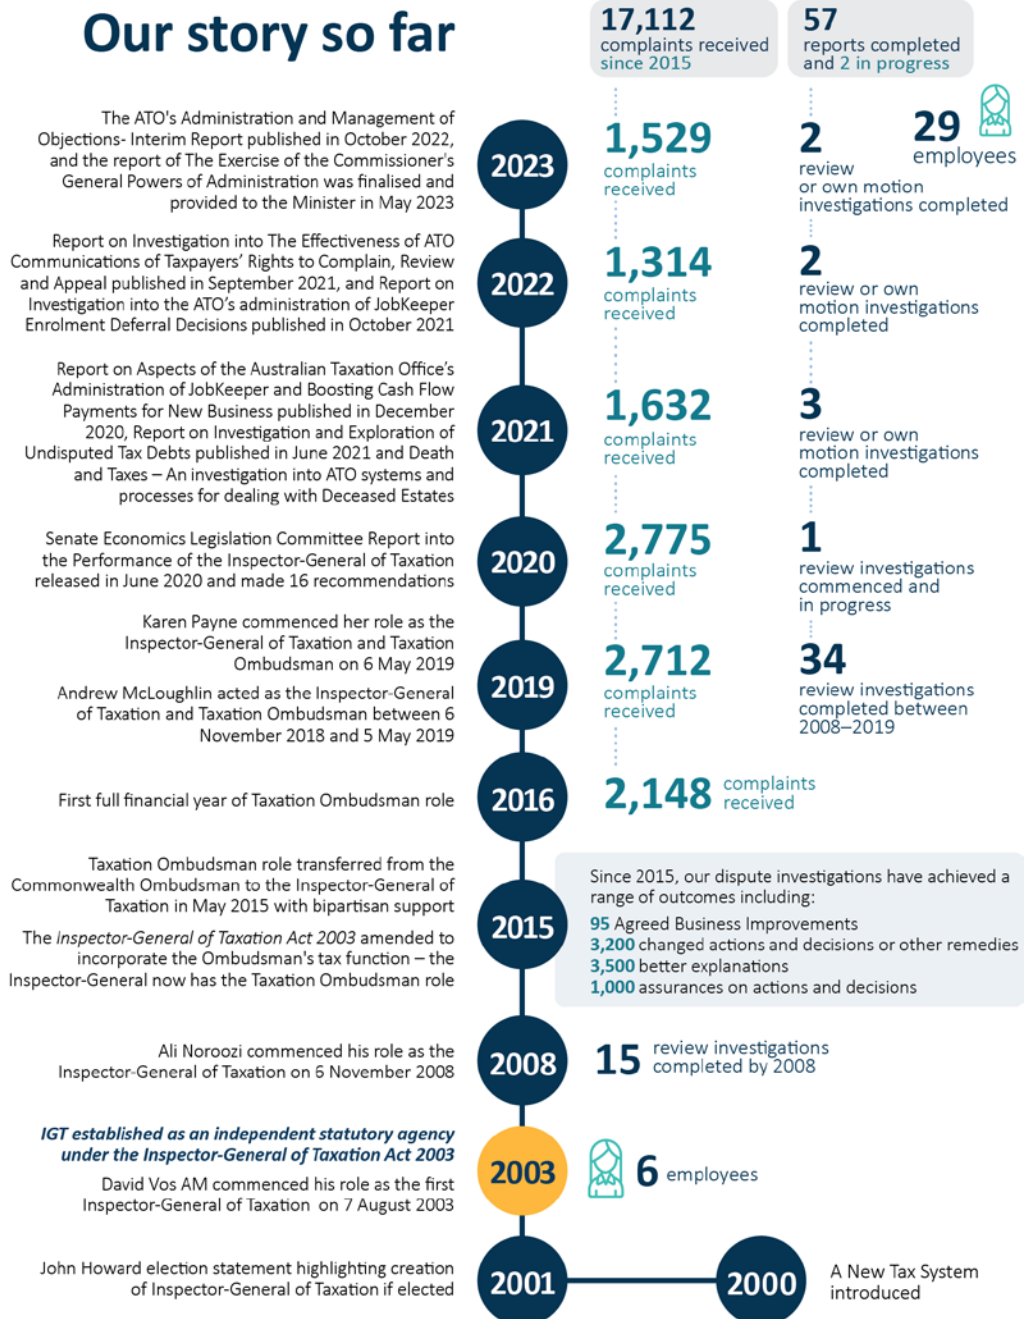 Our story so far
17,112
complaints received
since 2015
57
reports completed
and 2 in progress
The ATO's Administration and Management of
Objections- Interim Report published in October 2022,
and the report of The Exercise of the Commissioner's
General Powers of Administration was finalised and
provided to the Minister in May 2023
2023
1,529
complaints
received
2
review
or own motion
investigations completed
29
employees
Report on Investigation into The Effectiveness of ATO
Communications of Taxpayers' Rights to Complain, Review
and Appeal published in September 2021, and Report on
Investigation into the ATO's administration of JobKeeper
Enrolment Deferral Decisions published in October 2021
2022
1,314
complaints
received
2
review or own
motion investigations
completed
Report on Aspects of the Australian Taxation Office's
Administration of JobKeeper and Boosting Cash Flow
Payments for New Business published in December
2020, Report on Investigation and Exploration of
Undisputed Tax Debts published in June 2021 and Death
and Taxes – An investigation into ATO systems and
processes for dealing with Deceased Estates
2021
1,632
complaints
received
3
review or own
motion investigations
completed
Senate Economics Legislation Committee Report into
the Performance of the Inspector-General of Taxation
released in June 2020 and made 16 recommendations
2020
2,775
complaints
received
1
review investigations
commenced and
in progress
Karen Payne commenced her role as the
Inspector-General of Taxation and Taxation
Ombudsman on 6 May 2019
Andrew McLoughlin acted as the Inspector-General
of Taxation and Taxation Ombudsman between 6
November 2018 and 5 May 2019
2019
2,712
complaints
received
34
review investigations
completed between
2008–2019
First full financial year of Taxation Ombudsman role
2016
2,148
complaints
received
Taxation Ombudsman role transferred from the
Commonwealth Ombudsman to the Inspector-General of
Taxation in May 2015 with bipartisan support
The Inspector-General of Taxation Act 2003 amended to
incorporate the Ombudsman's tax function – the
Inspector-General now has the Taxation Ombudsman role
2015
Since 2015, our dispute investigations have achieved a
range of outcomes including:
95 Agreed Business Improvements
3,200 changed actions and decisions or other remedies
3,500 better explanations
1,000 assurances on actions and decisions
Ali Noroozi commenced his role as the
Inspector-General of Taxation on 6 November 2008
2008
15
review investigations
completed by 2008
IGT established as an independent statutory agency
under the Inspector-General of Taxation Act 2003
David Vos AM commenced his role as the first
Inspector-General of Taxation on 7 August 2003
2003
6 employees
John Howard election statement highlighting creation
of Inspector-General of Taxation if elected
2001
2000
A New Tax System
introduced